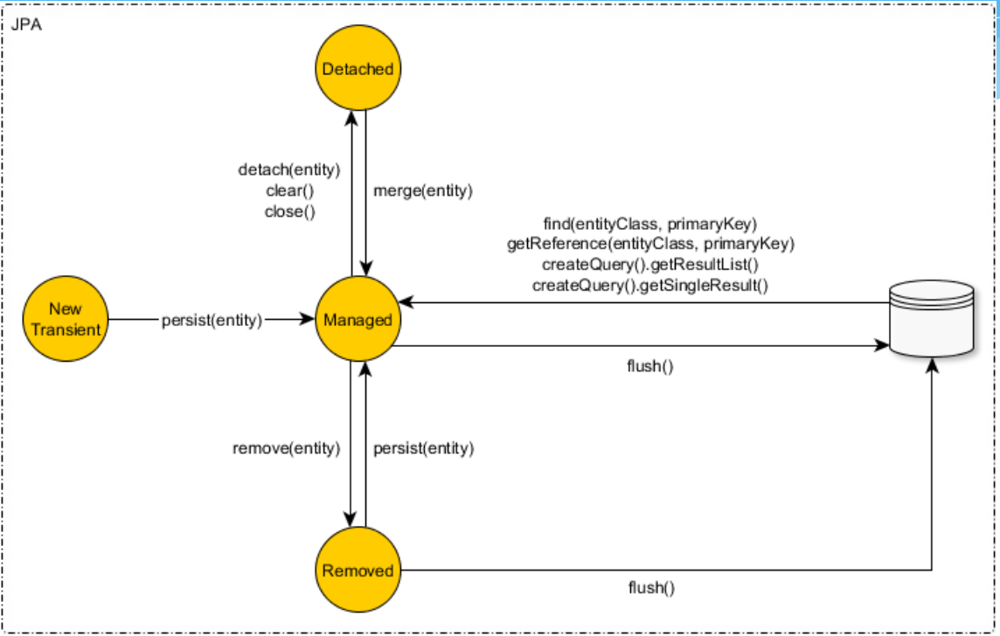 JPA
Detached
detach(entity)
clear()
close()
merge(entity)
find(entityClass, primaryKey)
getReference(entityClass, primaryKey)
createQuery().getResultList()
createQuery().getSingleResult()
New
Transient
persist(entity)
Managed
flush()
remove(entity)
persist(entity)
Removed
flush()